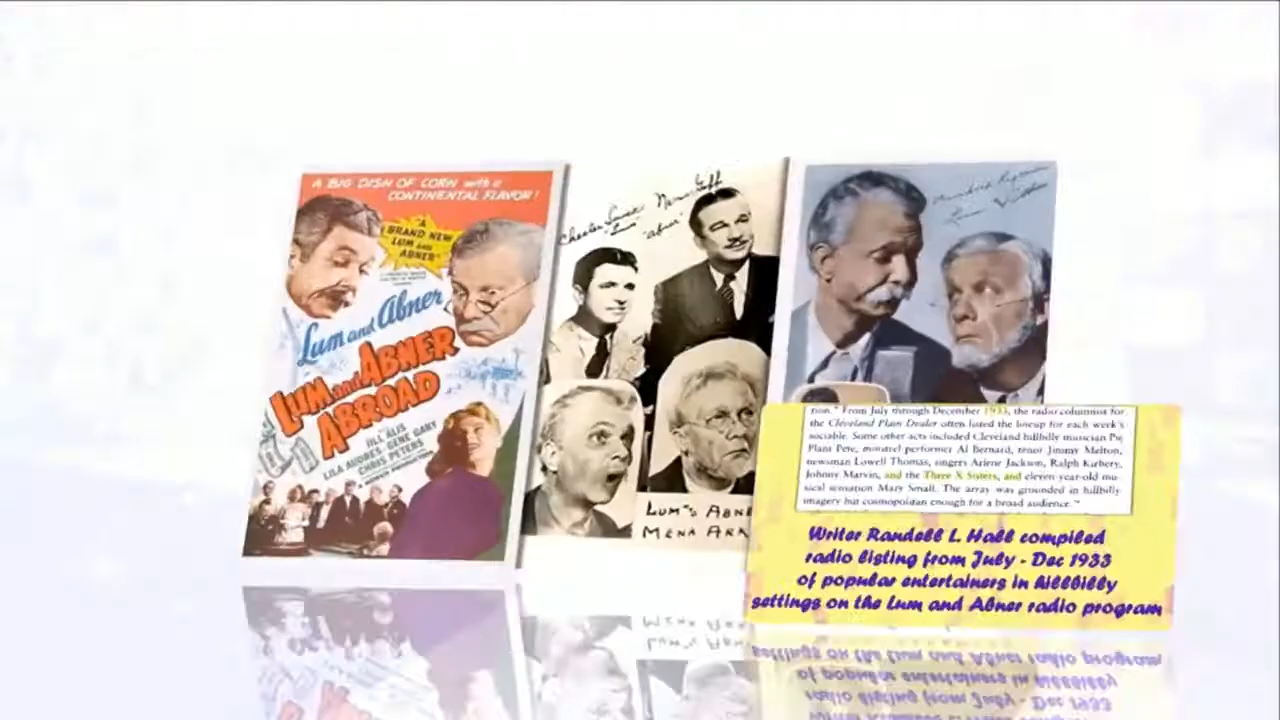 A BIG DISH OF CORN with a
CONTINENTAL FLAVOR!
"A
BRAND NEW
LUM AND
ABNER"
Lum and Abner
LUM and ABNER
ABROAD
JILL ALIS
LILA AUDRES GENE GARY
CHRIS PETERS
Chester Lauck Norris Goff
"Lum" "Abner"
LUM & ABNE
MENA ARK
tion." From July through December 1933, the radio columnist for
the Cleveland Plain Dealer often listed the lineup for each week's
sociable. Some other acts included Cleveland hillbilly musician Pie
Plant Pete, minstrel performer Al Bernard, tenor Jimmy Melton,
newsman Lowell Thomas, singers Arlene Jackson, Ralph Kirbery,
Johnny Marvin, and the Three X Sisters, and eleven-year-old mu-
sical sensation Mary Small. The array was grounded in hillbilly
imagery but cosmopolitan enough for a broad audience."
Writer Randell L. Hall compiled
radio listing from July - Dec 1933
of popular entertainers in hillbilly
settings on the Lum and Abner radio program